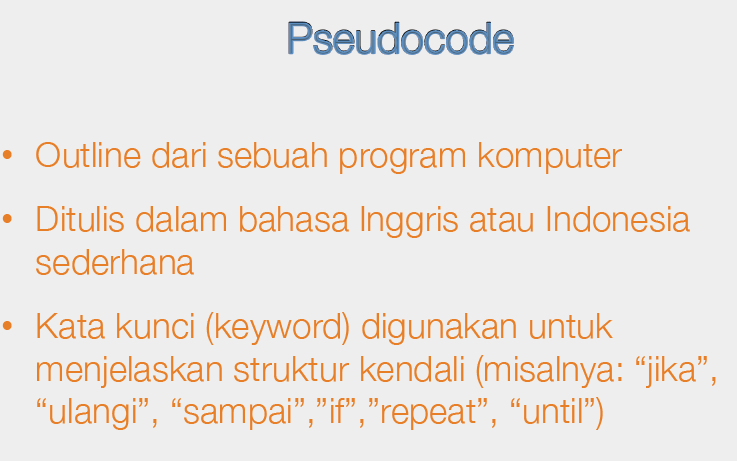 Pseudocode
• Outline dari sebuah program komputer
• Ditulis dalam bahasa Inggris atau Indonesia
sederhana
• Kata kunci (keyword) digunakan untuk
menjelaskan struktur kendali (misalnya: “jika”,
“ulangi”, “sampai”,”if”,”repeat”, “until”)